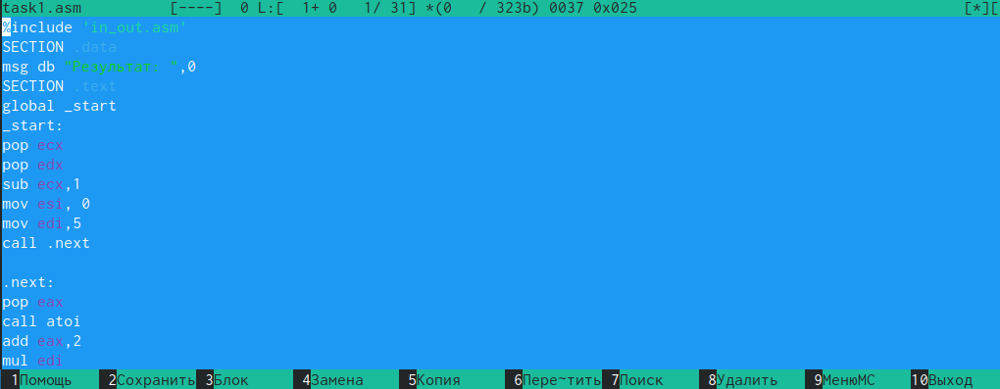 task1.asm [----] 0 L:[ 1+ 0 1/ 31] *(0 / 323b) 0037 0x025 [*][
%include 'in_out.asm'
SECTION .data
msg db "Результат: ",0
SECTION .text
global _start
_start:
pop ecx
pop edx
sub ecx,1
mov esi, 0
mov edi,5
call .next
.next:
pop eax
call atoi
add eax,2
mul edi
1Помощь 2Сохранить 3Блок 4Замена 5Копия 6Пере~тить 7Поиск 8Удалить 9МенюМС 10Выход